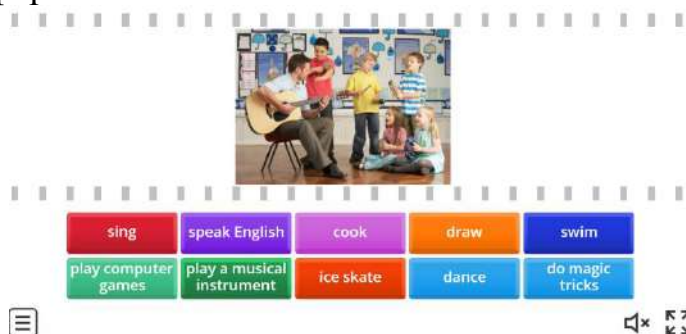 sing
speak English
cook
draw
swim
play computer
games
play a musical
instrument
ice skate
dance
do magic
tricks